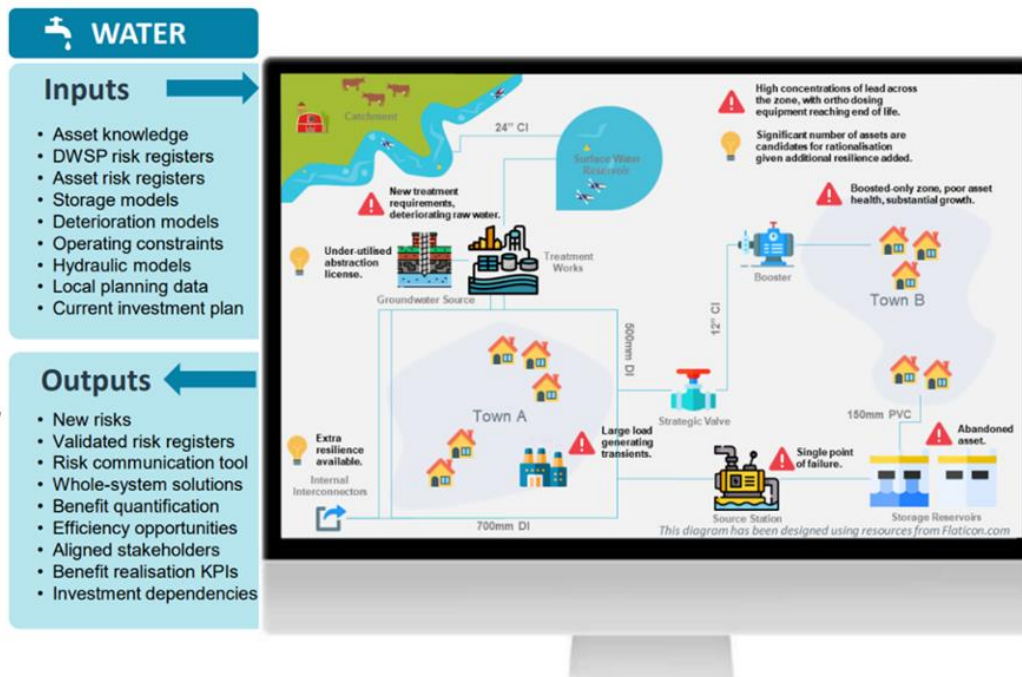 WATER
Inputs
• Asset knowledge
• DWSP risk registers
• Asset risk registers
• Storage models
• Deterioration models
• Operating constraints
• Hydraulic models
• Local planning data
• Current investment plan
Outputs
• New risks
• Validated risk registers
• Risk communication tool
• Whole-system solutions
• Benefit quantification
• Efficiency opportunities
• Aligned stakeholders
• Benefit realisation KPIs
• Investment dependencies
Catchment
24" CI
Surface Water
Reservoir
High concentrations of lead across
the zone, with ortho dosing
equipment reaching end of life.
Significant number of assets are
candidates for rationalisation
given additional resilience added.
New treatment
requirements,
deteriorating raw water.
Boosted-only zone, poor asset
health, substantial growth.
Under-utilised
abstraction
license.
Groundwater Source
Treatment
Works
Booster
Town B
12" CI
500mm DI
Town A
Strategic Valve
150mm PVC
Extra
resilience
available.
Large load
generating
transients.
Single point
of failure.
Abandoned
asset.
Internal
Interconnectors
700mm DI
Source Station
Storage Reservoirs
This diagram has been designed using resources from Flaticon.com